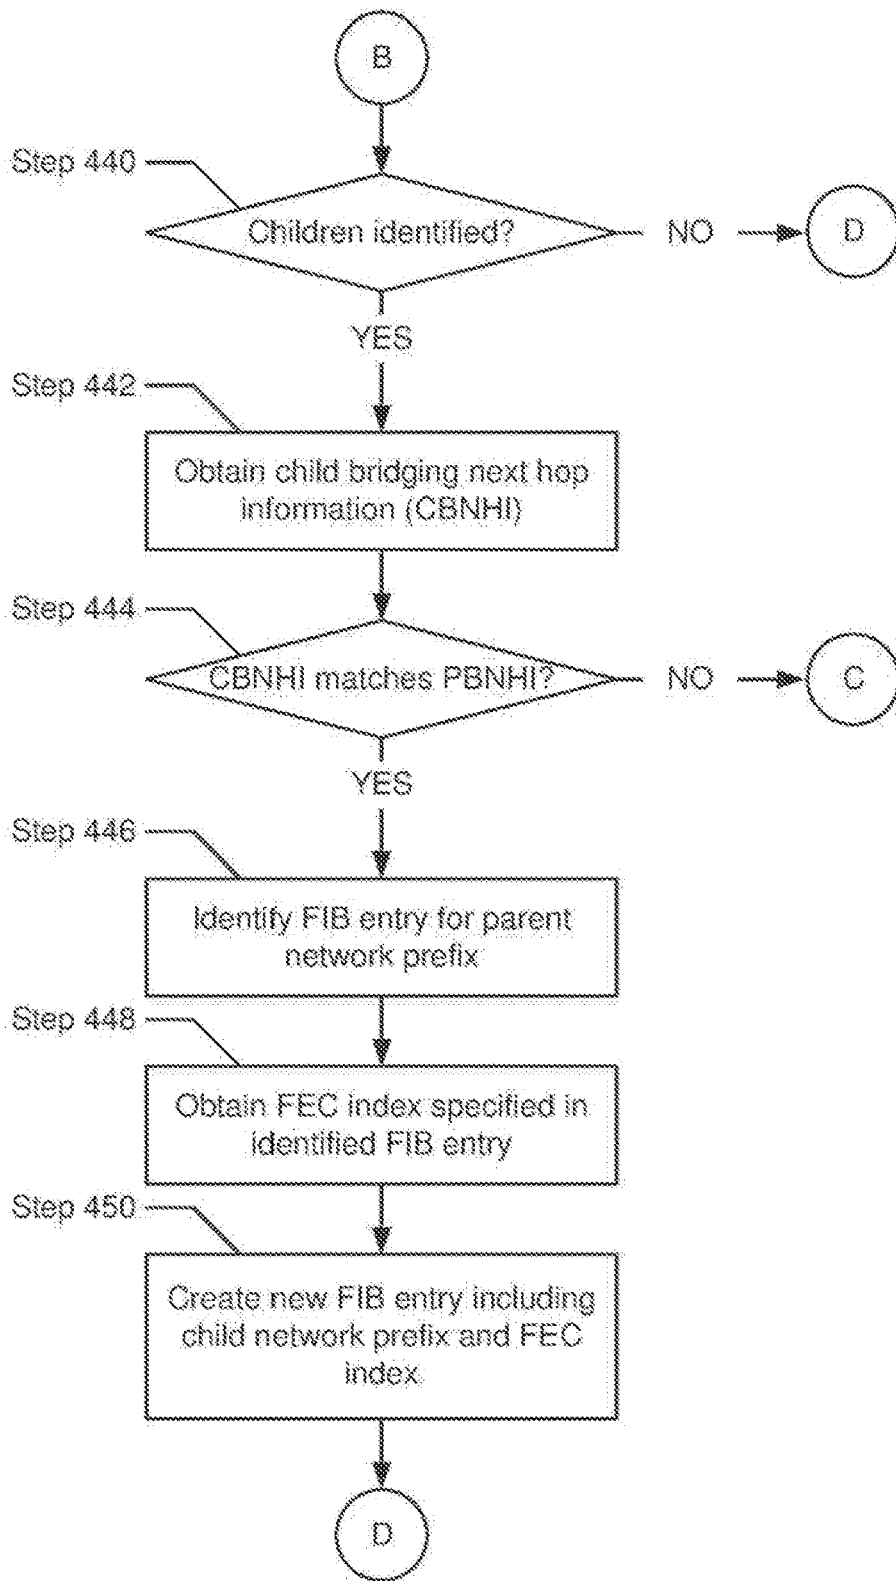 B
Step 440
Children identified?
NO
D
YES
Step 442
Obtain child bridging next hop
information (CBNHI)
Step 444
CBNHI matches PBNHI?
NO
C
YES
Step 446
Identify FIB entry for parent
network prefix
Step 448
Obtain FEC index specified in
identified FIB entry
Step 450
Create new FIB entry including
child network prefix and FEC
index
D